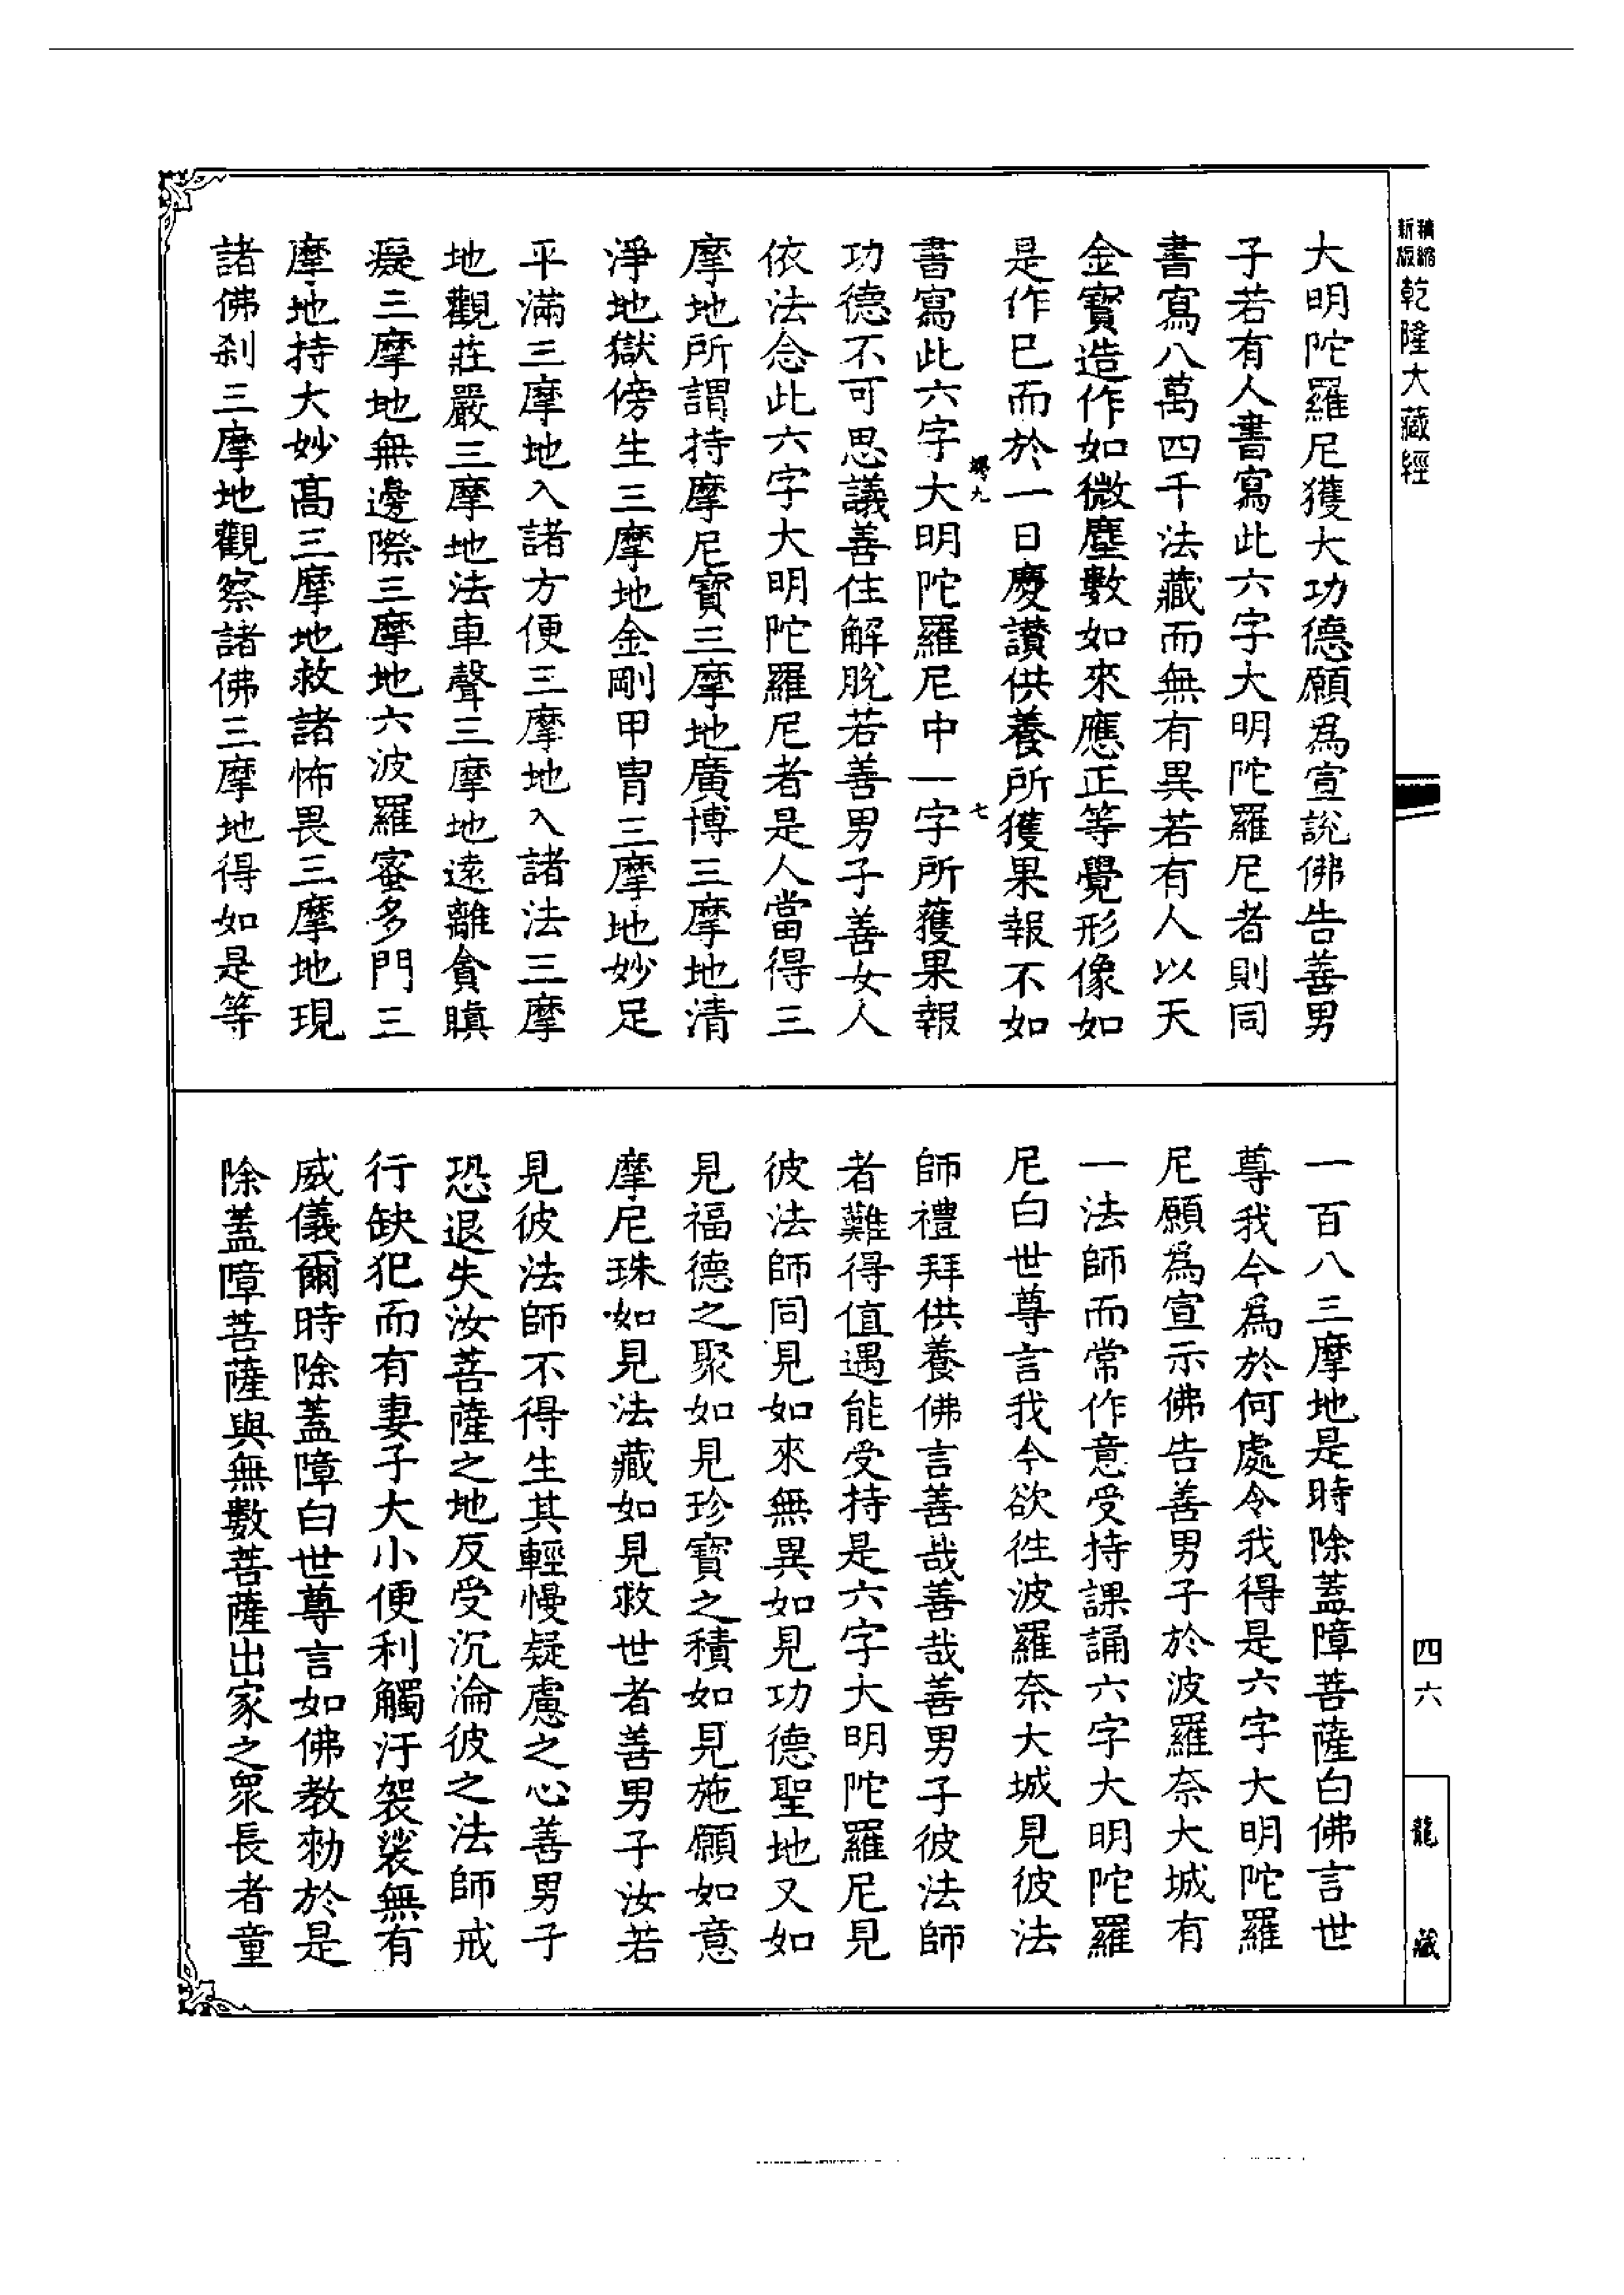 新版精縮
乾隆大藏經
大明陀羅尼獲大功德願為宣說佛告善男
子若有人書寫此六字大明陀羅尼者則同
書寫八萬四千法藏而無有異若有人以天
金寶造作如微塵數如來應正等覺形像如
是作已而於一日慶讚供養所獲果報不如
書寫此六字大明陀羅尼中一字所獲果報
功德不可思議善住解脫若善男子善女人
依法念此六字大明陀羅尼者是人當得三
摩地所謂持摩尼寶三摩地廣博三摩地清
淨地獄傍生三摩地金剛甲冑三摩地妙足
平滿三摩地入諸方便三摩地入諸法三摩
地觀莊嚴三摩地法車聲三摩地遠離貪瞋
癡三摩地無邊際三摩地六波羅蜜多門三
摩地持大妙高三摩地救諸怖畏三摩地現
諸佛剎三摩地觀察諸佛三摩地得如是等
九
七
一百八三摩地是時除蓋障菩薩白佛言世
尊我今為於何處令我得是六字大明陀羅
尼願為宣示佛告善男子於波羅奈大城有
一法師而常作意受持課誦六字大明陀羅
尼白世尊言我今欲往波羅奈大城見彼法
師禮拜供養佛言善哉善哉善男子彼法師
者難得值遇能受持是六字大明陀羅尼見
彼法師同見如來無異如見功德聖地又如
見福德之聚如見珍寶之積如見施願如意
摩尼珠如見法藏如見救世者善男子汝若
見彼法師不得生其輕慢疑慮之心善男子
恐退失汝菩薩之地反受沉淪彼之法師戒
行缺犯而有妻子大小便利觸汙袈裟無有
威儀爾時除蓋障白世尊言如佛教勑於是
除蓋障菩薩與無數菩薩出家之眾長者童
四六
龍藏